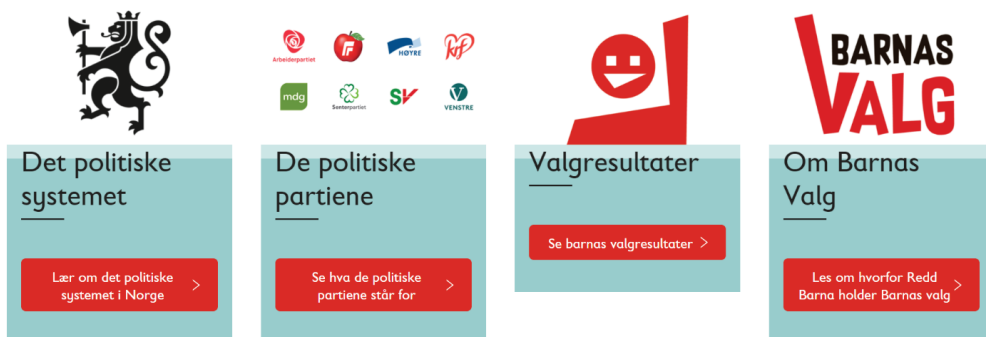 Det politiske
systemet
Lær om det politiske
systemet i Norge
Arbeiderpartiet
HØYRE
KrF
mdg
Senterpartiet
SV
VENSTRE
De politiske
partiene
Se hva de politiske
partiene står for
Valgresultater
Se barnas valgresultater
BARNAS
VALG
Om Barnas
Valg
Les om hvorfor Redd
Barna holder Barnas valg